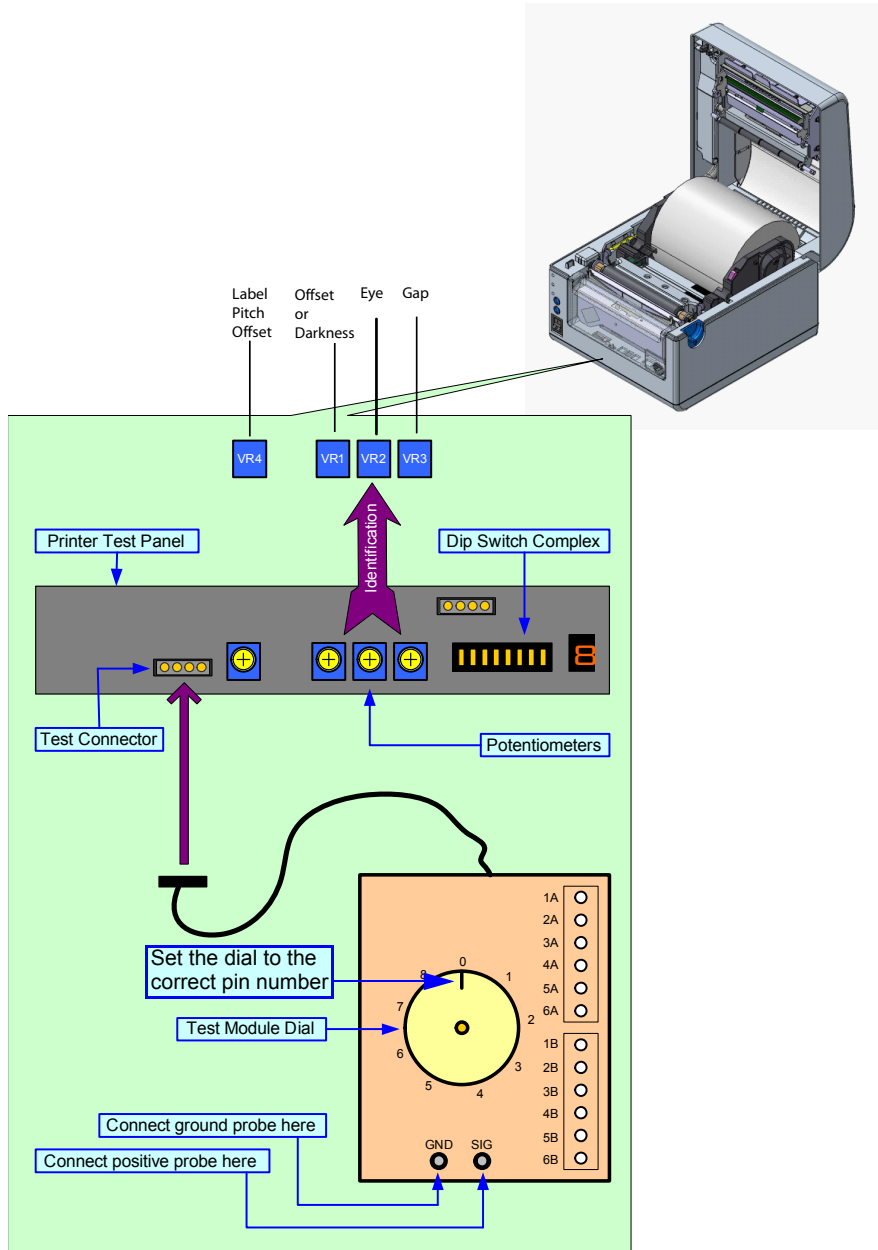 Label
Pitch
Offset
Offset
or
Darkness
Eye
Gap
VR4
VR1
VR2
VR3
Identification
Printer Test Panel
Dip Switch Complex
8
Test Connector
Potentiometers
Set the dial to the
correct pin number
Test Module Dial
0
1
2
3
4
5
6
7
8
1A
2A
3A
4A
5A
6A
1B
2B
3B
4B
5B
6B
Connect ground probe here
GND SIG
Connect positive probe here